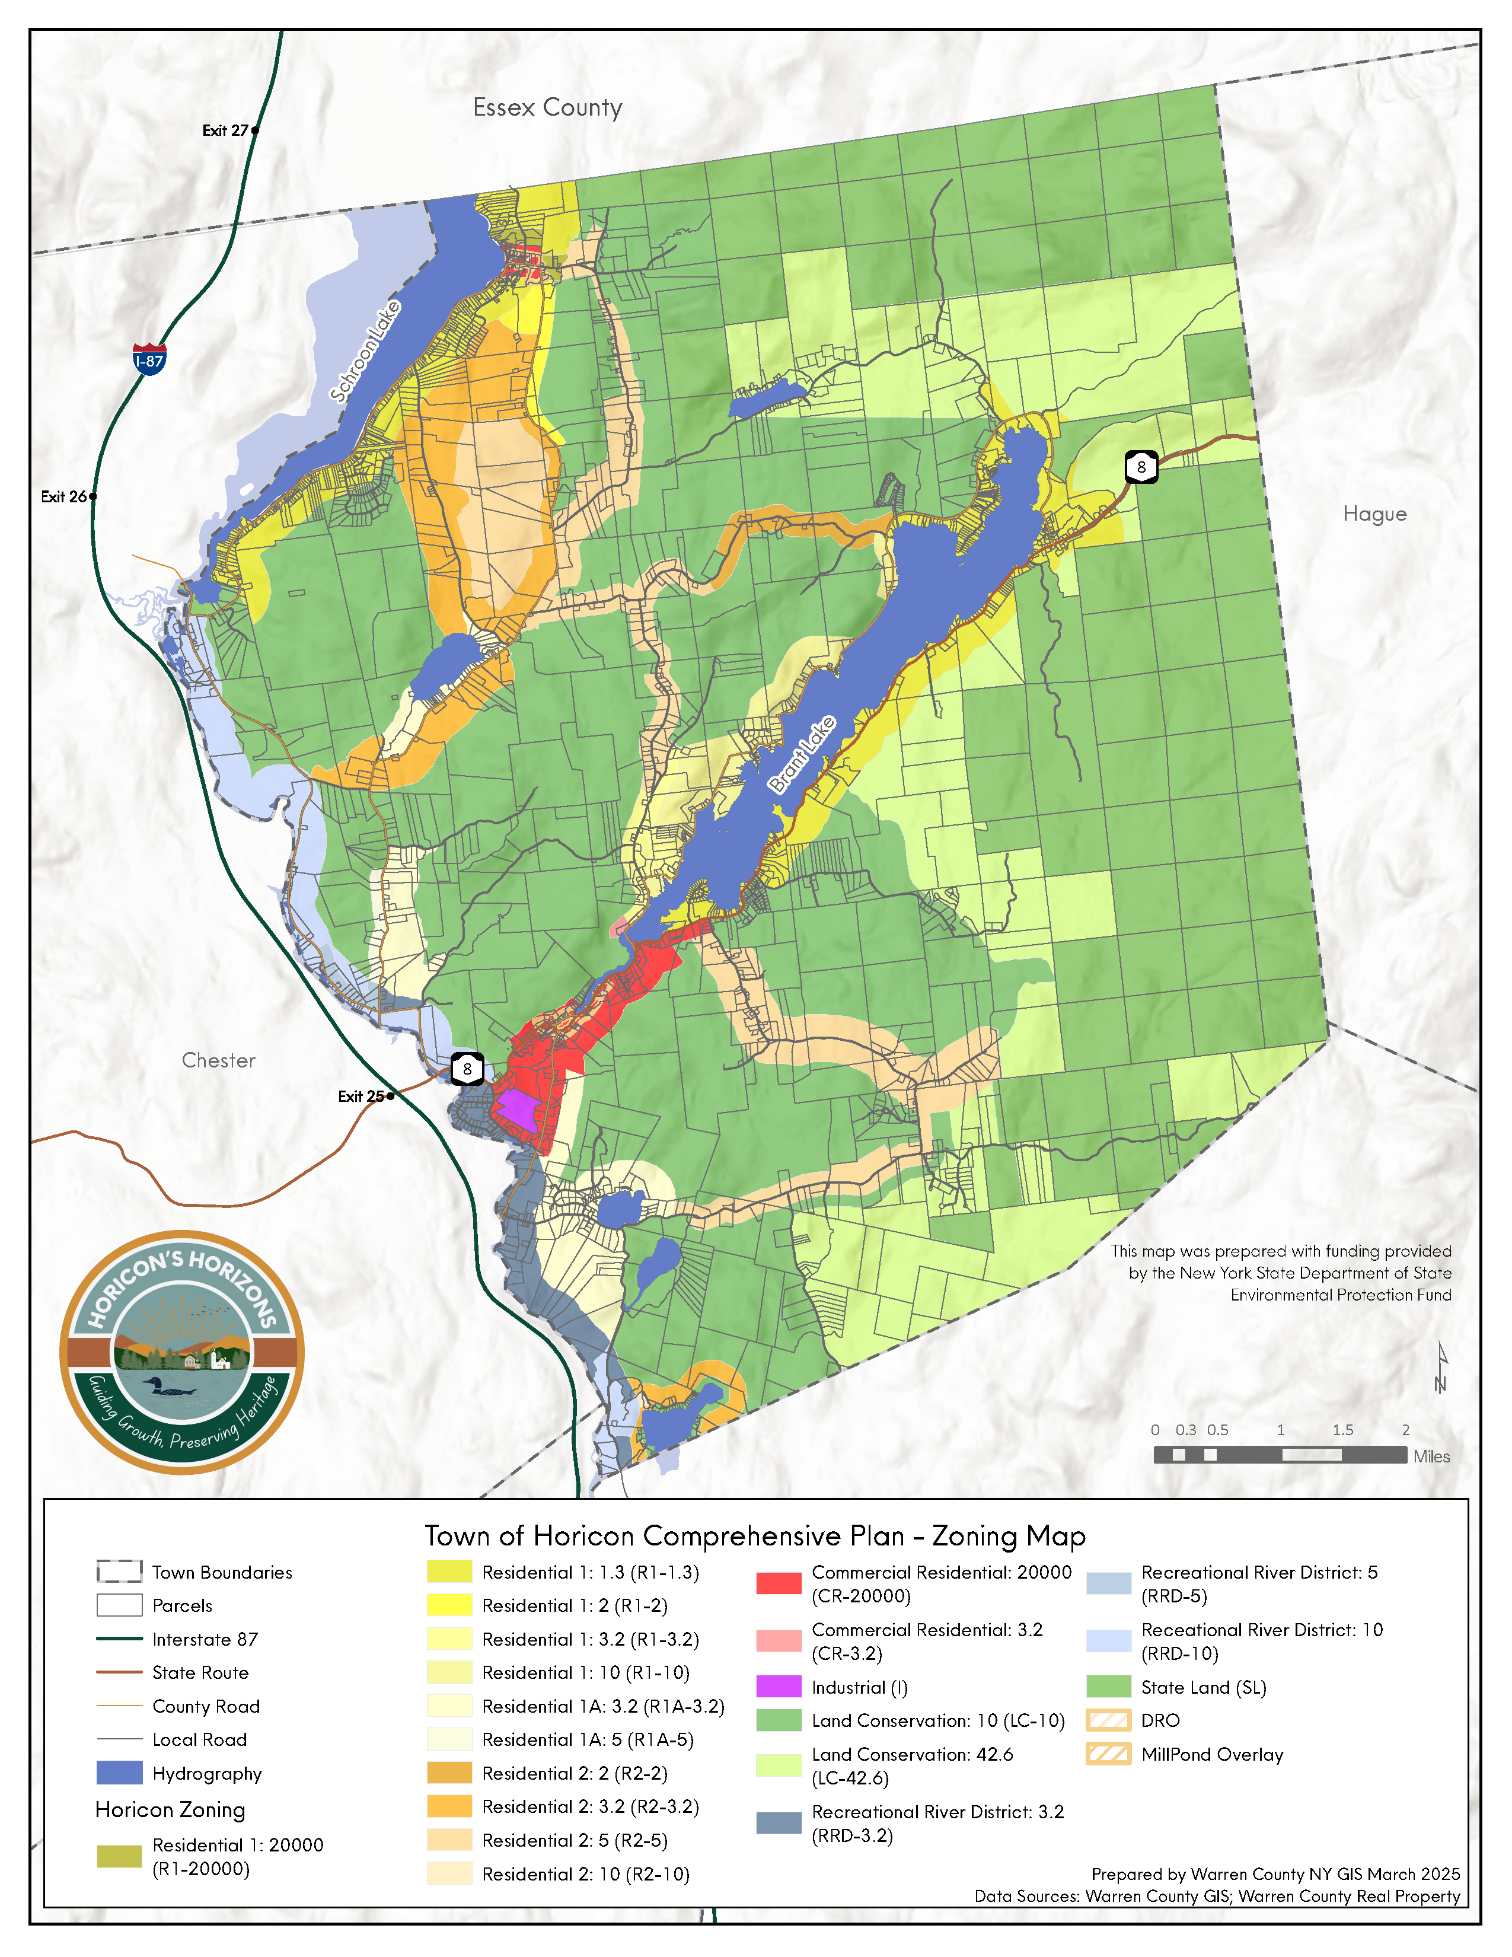 Essex County
Exit 27
Schroon Lake
I-87
8
Exit 26
Hague
Brant Lake
Chester
8
Exit 25
HORICON'S HORIZONS
Guiding Growth, Preserving Heritage
This map was prepared with funding provided
by the New York State Department of State
Environmental Protection Fund
N
0 0.3 0.5 1 1.5 2
Miles
Town of Horicon Comprehensive Plan - Zoning Map
Town Boundaries
Parcels
Interstate 87
State Route
County Road
Local Road
Hydrography
Horicon Zoning
Residential 1: 20000
(R1-20000)
Residential 1: 1.3 (R1-1.3)
Residential 1: 2 (R1-2)
Residential 1: 3.2 (R1-3.2)
Residential 1: 10 (R1-10)
Residential 1A: 3.2 (R1A-3.2)
Residential 1A: 5 (R1A-5)
Residential 2: 2 (R2-2)
Residential 2: 3.2 (R2-3.2)
Residential 2: 5 (R2-5)
Residential 2: 10 (R2-10)
Commercial Residential: 20000
(CR-20000)
Commercial Residential: 3.2
(CR-3.2)
Industrial (I)
Land Conservation: 10 (LC-10)
Land Conservation: 42.6
(LC-42.6)
Recreational River District: 3.2
(RRD-3.2)
Recreational River District: 5
(RRD-5)
Receational River District: 10
(RRD-10)
State Land (SL)
DRO
MillPond Overlay
Prepared by Warren County NY GIS March 2025
Data Sources: Warren County GIS; Warren County Real Property